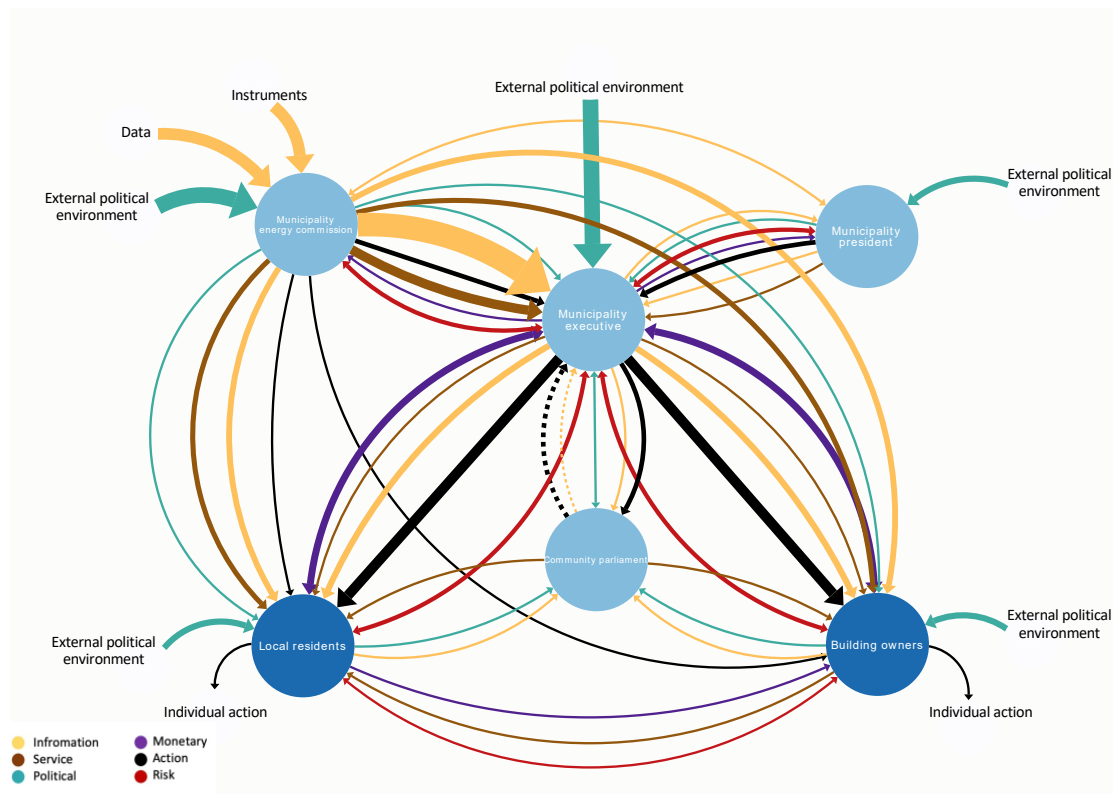 External political environment
Instruments
Data
External political
environment
External political
environment
Municipality
energy commission
Municipality
president
Municipality
executive
Community parliament
Local residents
Building owners
External political
environment
External political
environment
Individual action
Individual action
Infromation
Service
Political
Monetary
Action
Risk